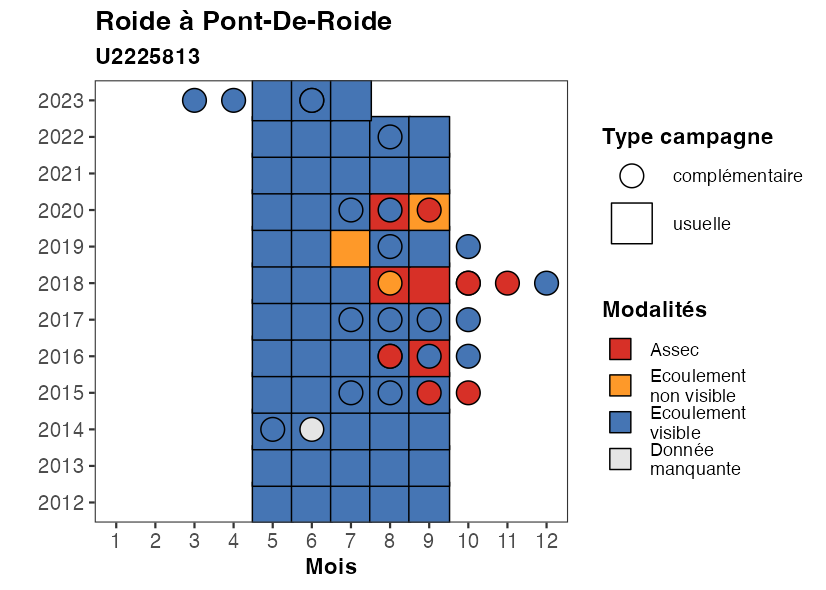 Roide à Pont-De-Roide
U2225813
2023
2022
2021
2020
2019
2018
2017
2016
2015
2014
2013
2012
1 2 3 4 5 6 7 8 9 10 11 12
Mois
Type campagne
complémentaire
usuelle
Modalités
Assec
Ecoulement
non visible
Ecoulement
visible
Donnée
manquante